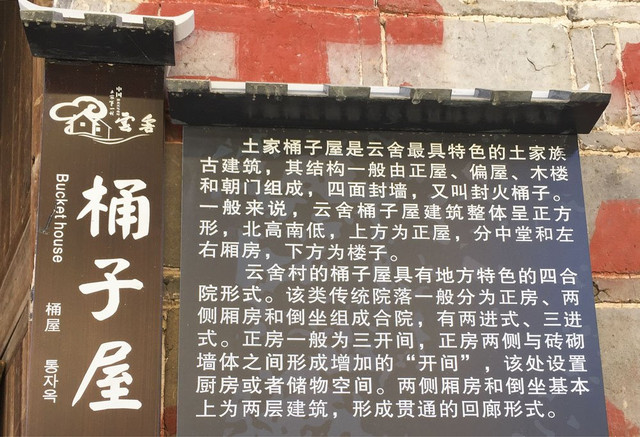 云舍
桶子屋
Bucket house
桶屋 통자옥
土家桶子屋是云舍最具特色的土家族
古建筑，其结构一般由正屋、偏屋、木楼
和朝门组成，四面封墙，又叫封火桶子。
一般来说，云舍桶子屋建筑整体呈正方
形，北高南低，上方为正屋，分中堂和左
右厢房，下方为楼子。
云舍村的桶子屋具有地方特色的四合
院形式。该类传统院落一般分为正房、两
侧厢房和倒坐组成合院，有两进式、三进
式。正房一般为三开间，正房两侧与砖砌
墙体之间形成增加的“开间”，该处设置
厨房或者储物空间。两侧厢房和倒坐基本
上为两层建筑，形成贯通的回廊形式。